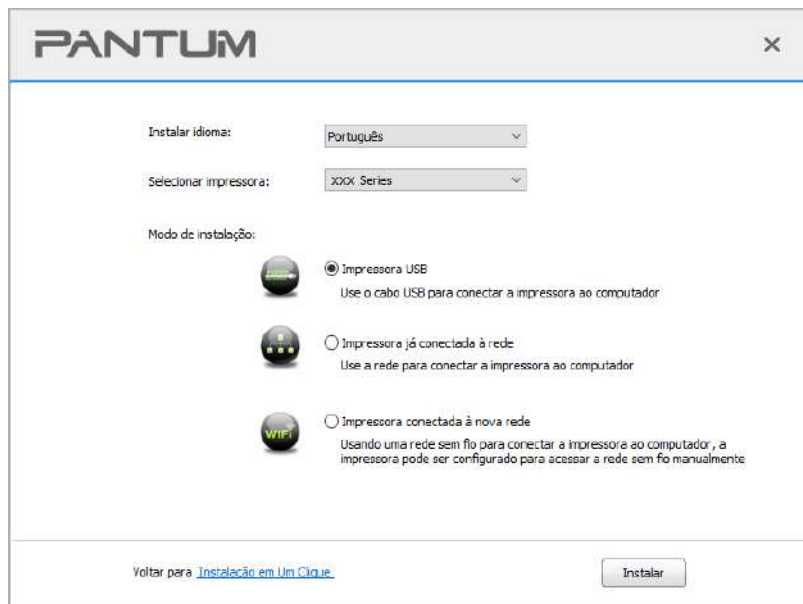 PANTUM
Instalar idioma:
Português
Selecionar impressora:
XXX Series
Modo de instalação:
Impressora USB
Use o cabo USB para conectar a impressora ao computador
Impressora já conectada à rede
Use a rede para conectar a impressora ao computador
WiFi
Impressora conectada à nova rede
Usando uma rede sem fio para conectar a impressora ao computador, a
impressora pode ser configurado para acessar a rede sem fio manualmente
Voltar para Instalação em Um Clique
Instalar